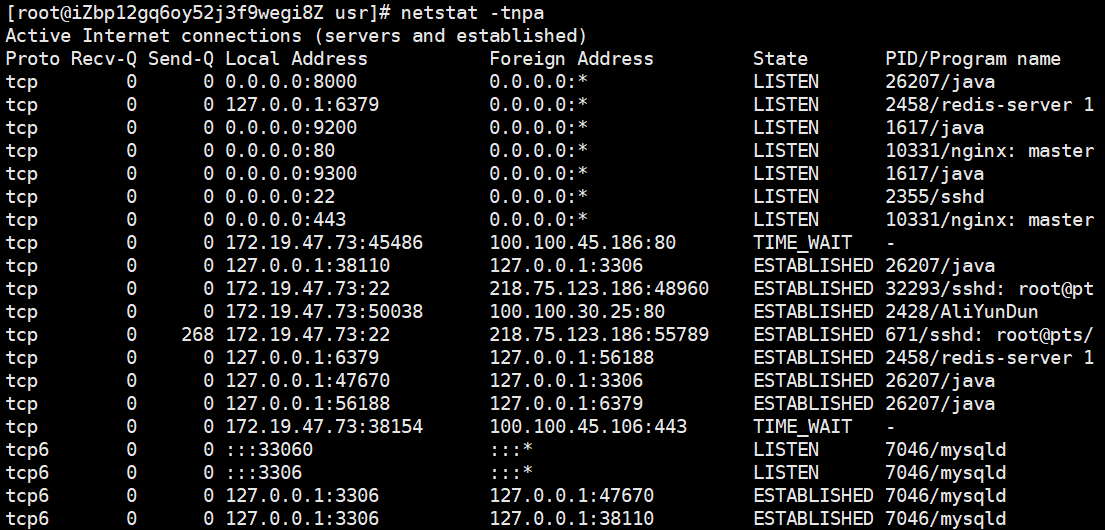 [root@iZbp12gq6oy52j3f9wegi8Z usr]# netstat -tnpa
Active Internet connections (servers and established)
Proto Recv-Q Send-Q Local Address           Foreign Address         State       PID/Program name
tcp        0      0 0.0.0.0:8000            0.0.0.0:*               LISTEN      26207/java
tcp        0      0 127.0.0.1:6379          0.0.0.0:*               LISTEN      2458/redis-server 1
tcp        0      0 0.0.0.0:9200            0.0.0.0:*               LISTEN      1617/java
tcp        0      0 0.0.0.0:80              0.0.0.0:*               LISTEN      10331/nginx: master
tcp        0      0 0.0.0.0:9300            0.0.0.0:*               LISTEN      1617/java
tcp        0      0 0.0.0.0:22              0.0.0.0:*               LISTEN      2355/sshd
tcp        0      0 0.0.0.0:443             0.0.0.0:*               LISTEN      10331/nginx: master
tcp        0      0 172.19.47.73:45486      100.100.45.186:80       TIME_WAIT   -
tcp        0      0 127.0.0.1:38110         127.0.0.1:3306          ESTABLISHED 26207/java
tcp        0      0 172.19.47.73:22         218.75.123.186:48960    ESTABLISHED 32293/sshd: root@pt
tcp        0      0 172.19.47.73:50038      100.100.30.25:80        ESTABLISHED 2428/AliYunDun
tcp        0    268 172.19.47.73:22         218.75.123.186:55789    ESTABLISHED 671/sshd: root@pts/
tcp        0      0 127.0.0.1:6379          127.0.0.1:56188         ESTABLISHED 2458/redis-server 1
tcp        0      0 127.0.0.1:47670         127.0.0.1:3306          ESTABLISHED 26207/java
tcp        0      0 127.0.0.1:56188         127.0.0.1:6379          ESTABLISHED 26207/java
tcp        0      0 172.19.47.73:38154      100.100.45.106:443      TIME_WAIT   -
tcp6       0      0 :::33060                :::*                    LISTEN      7046/mysqld
tcp6       0      0 :::3306                 :::*                    LISTEN      7046/mysqld
tcp6       0      0 127.0.0.1:3306          127.0.0.1:47670         ESTABLISHED 7046/mysqld
tcp6       0      0 127.0.0.1:3306          127.0.0.1:38110         ESTABLISHED 7046/mysqld